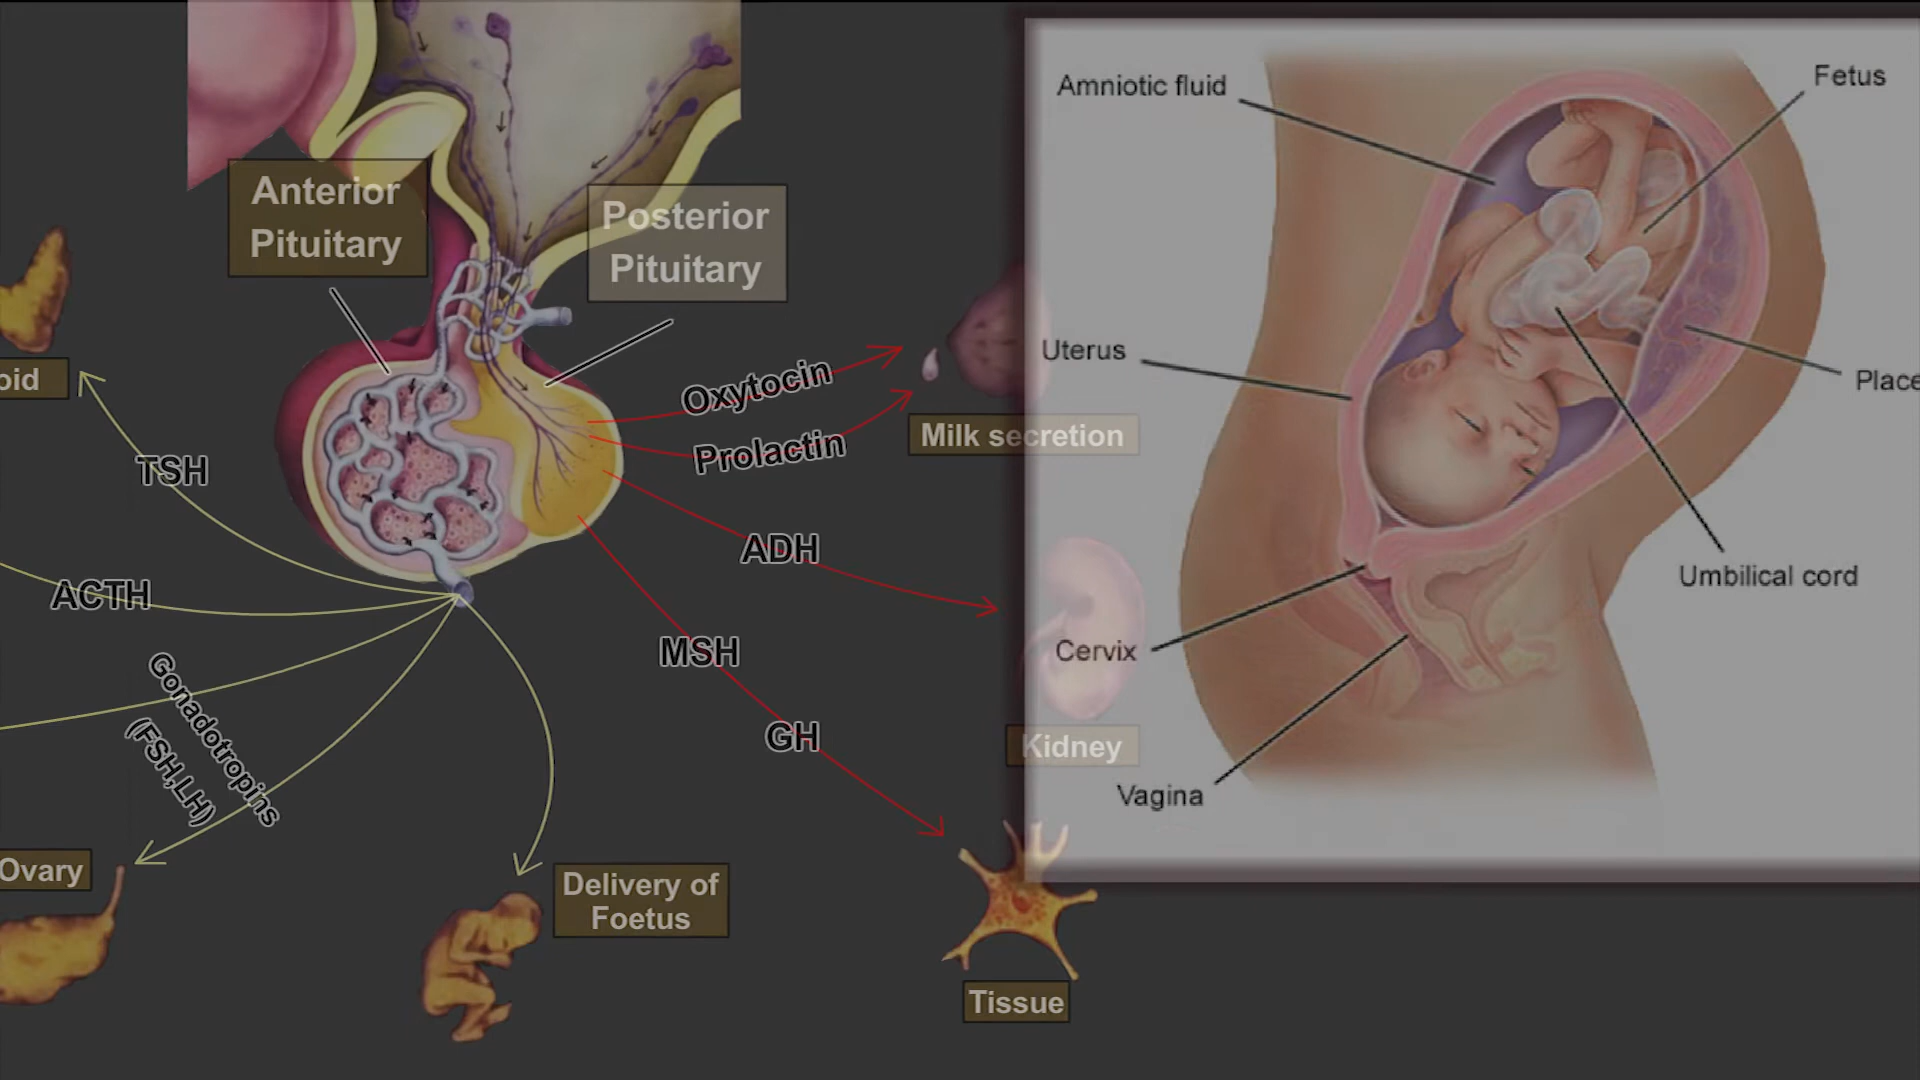 Anterior
Pituitary
Posterior
Pituitary
oid
TSH
ACTH
Gonadotropins
(FSH,LH)
Ovary
Delivery of
Foetus
Oxytocin
Prolactin
Milk secretion
ADH
MSH
GH
Kidney
Tissue
Amniotic fluid
Fetus
Uterus
Place
Umbilical cord
Cervix
Vagina